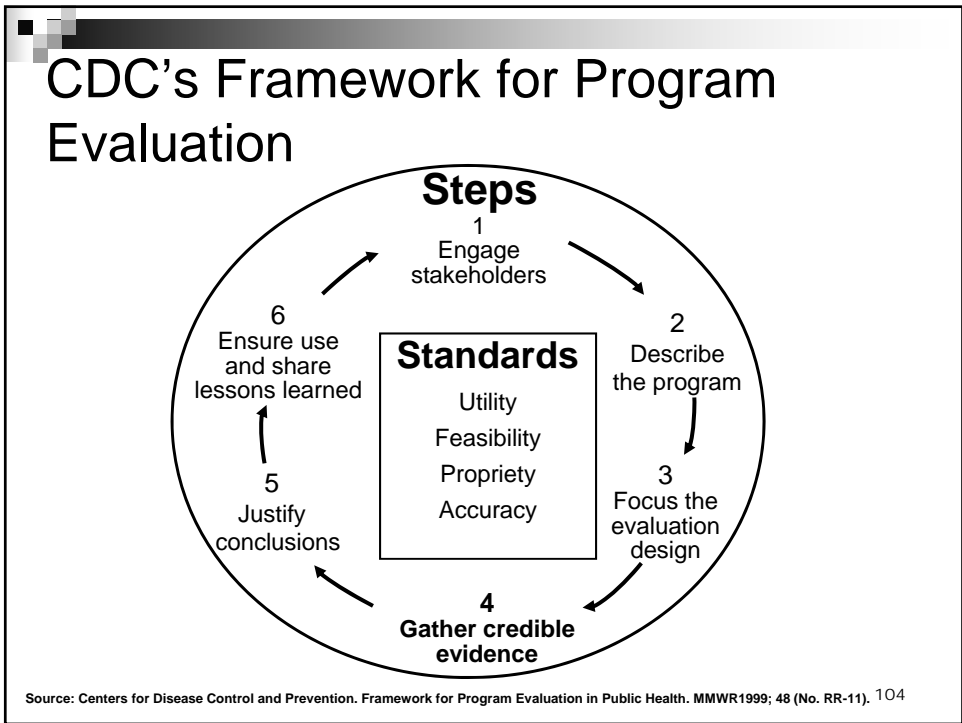 CDC's Framework for Program
Evaluation
Steps
1
Engage
stakeholders
2
Describe
the program
3
Focus the
evaluation
design
4
Gather credible
evidence
5
Justify
conclusions
6
Ensure use
and share
lessons learned
Standards
Utility
Feasibility
Propriety
Accuracy
Source: Centers for Disease Control and Prevention. Framework for Program Evaluation in Public Health. MMWR1999; 48 (No. RR-11). 104